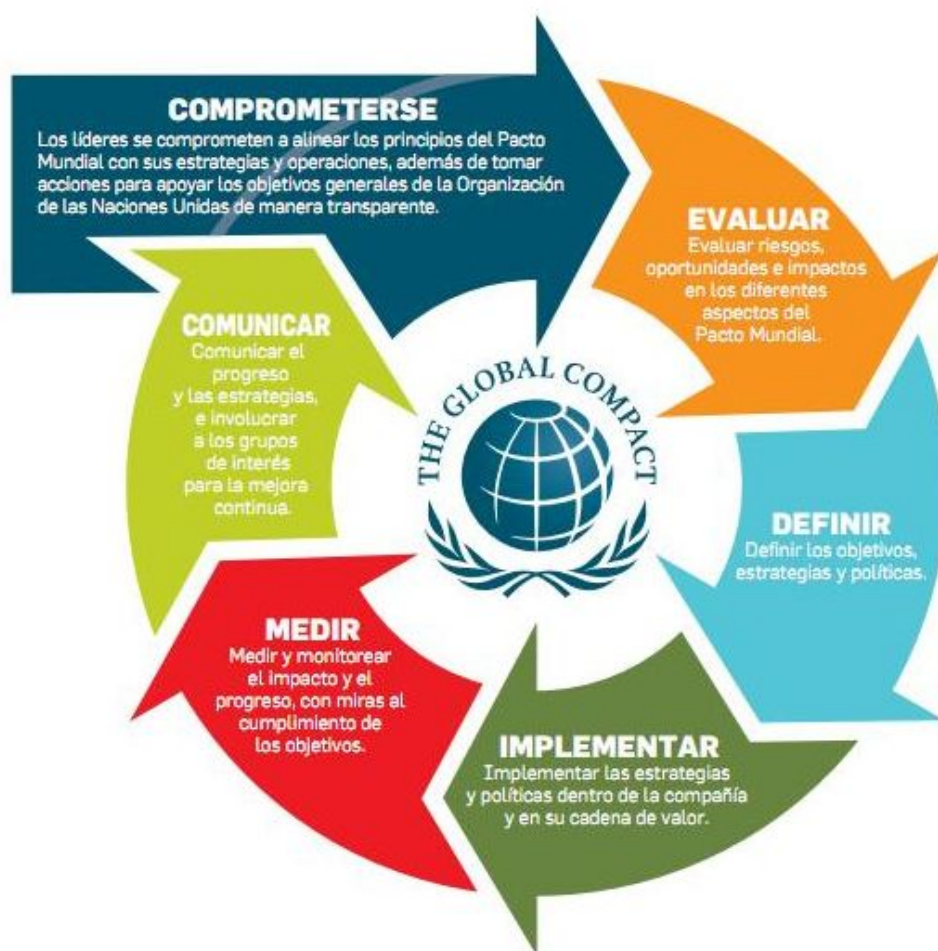 COMPROMETERSE
Los líderes se comprometen a alinear los principios del Pacto
Mundial con sus estrategias y operaciones, además de tomar
acciones para apoyar los objetivos generales de la Organización
de las Naciones Unidas de manera transparente.
EVALUAR
Evaluar riesgos,
oportunidades e impactos
en los diferentes
aspectos del
Pacto Mundial.
DEFINIR
Definir los objetivos,
estrategias y políticas.
IMPLEMENTAR
Implementar las estrategias
y políticas dentro de la compañía
y en su cadena de valor.
MEDIR
Medir y monitorear
el impacto y el
progreso, con miras al
cumplimiento de
los objetivos.
COMUNICAR
Comunicar el
progreso
y las estrategias,
e involucrar
a los grupos
de interés
para la mejora
continua.
THE GLOBAL COMPACT